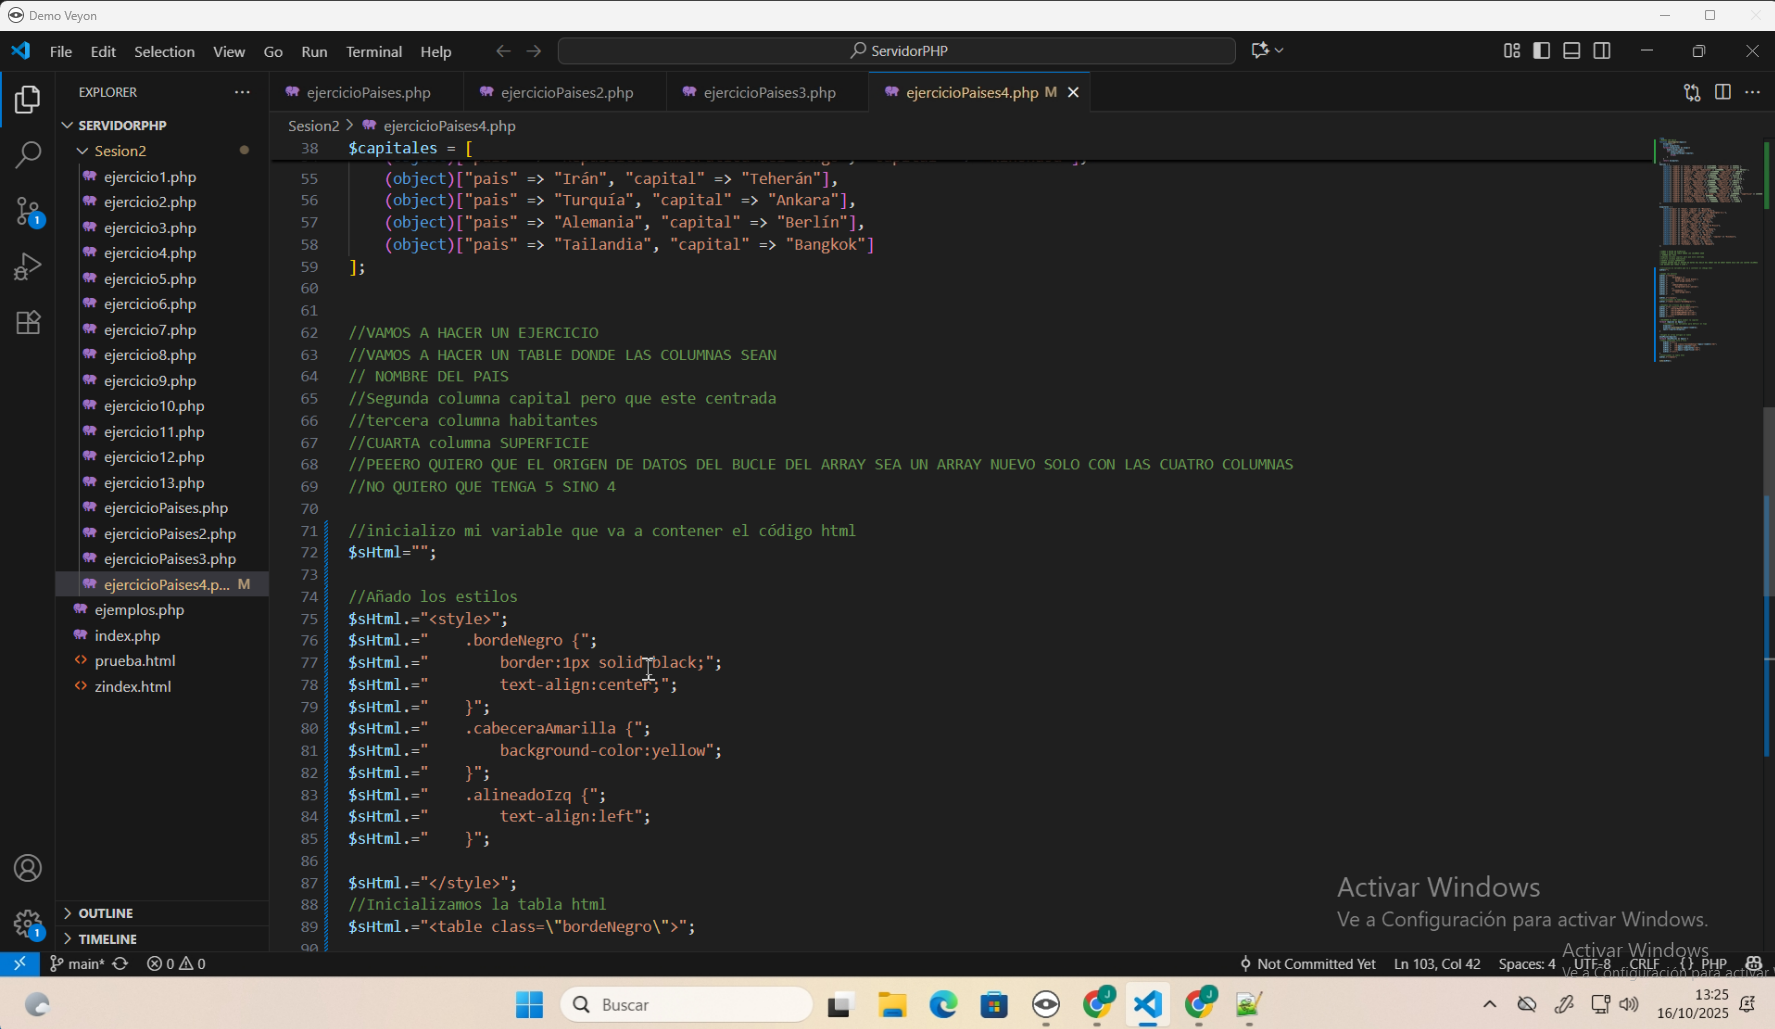 Demo Veyon
File Edit Selection View Go Run Terminal Help
ServidorPHP
EXPLORER
SERVIDORPHP
Sesion2
ejercicio1.php
ejercicio2.php
ejercicio3.php
ejercicio4.php
ejercicio5.php
ejercicio6.php
ejercicio7.php
ejercicio8.php
ejercicio9.php
ejercicio10.php
ejercicio11.php
ejercicio12.php
ejercicio13.php
ejercicioPaises.php
ejercicioPaises2.php
ejercicioPaises3.php
ejercicioPaises4.p... M
ejemplos.php
index.php
prueba.html
zindex.html
OUTLINE
TIMELINE
ejercicioPaises.php ejercicioPaises2.php ejercicioPaises3.php ejercicioPaises4.php M
Sesion2 > ejercicioPaises4.php
38 $capitales = [
55 (object)["pais" => "Irán", "capital" => "Teherán"],
56 (object)["pais" => "Turquía", "capital" => "Ankara"],
57 (object)["pais" => "Alemania", "capital" => "Berlín"],
58 (object)["pais" => "Tailandia", "capital" => "Bangkok"]
59 ];
60
61
62 //VAMOS A HACER UN EJERCICIO
63 //VAMOS A HACER UN TABLE DONDE LAS COLUMNAS SEAN
64 // NOMBRE DEL PAIS
65 //Segunda columna capital pero que este centrada
66 //tercera columna habitantes
67 //CUARTA columna SUPERFICIE
68 //PEEERO QUIERO QUE EL ORIGEN DE DATOS DEL BUCLE DEL ARRAY SEA UN ARRAY NUEVO SOLO CON LAS CUATRO COLUMNAS
69 //NO QUIERO QUE TENGA 5 SINO 4
70
71 //inicializo mi variable que va a contener el código html
72 $sHtml="";
73
74 //Añado los estilos
75 $sHtml.="<style>";
76 $sHtml.="    .bordeNegro {";
77 $sHtml.="        border:1px solid black;";
78 $sHtml.="        text-align:center;";
79 $sHtml.="    }";
80 $sHtml.="    .cabeceraAmarilla {";
81 $sHtml.="        background-color:yellow";
82 $sHtml.="    }";
83 $sHtml.="    .alineadoIzq {";
84 $sHtml.="        text-align:left";
85 $sHtml.="    }";
86
87 $sHtml.="</style>";
88 //Inicializamos la tabla html
89 $sHtml.="<table class=\"bordeNegro\">";
90
Activar Windows
Ve a Configuración para activar Windows.
Activar Windows
Ve a Configuración para activar
main* 0 0 Not Committed Yet Ln 103, Col 42 Spaces: 4 UTF-8 CRLF {} PHP
Buscar
13:25
16/10/2025